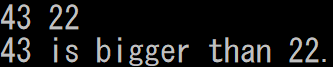 43 22
43 is bigger than 22.